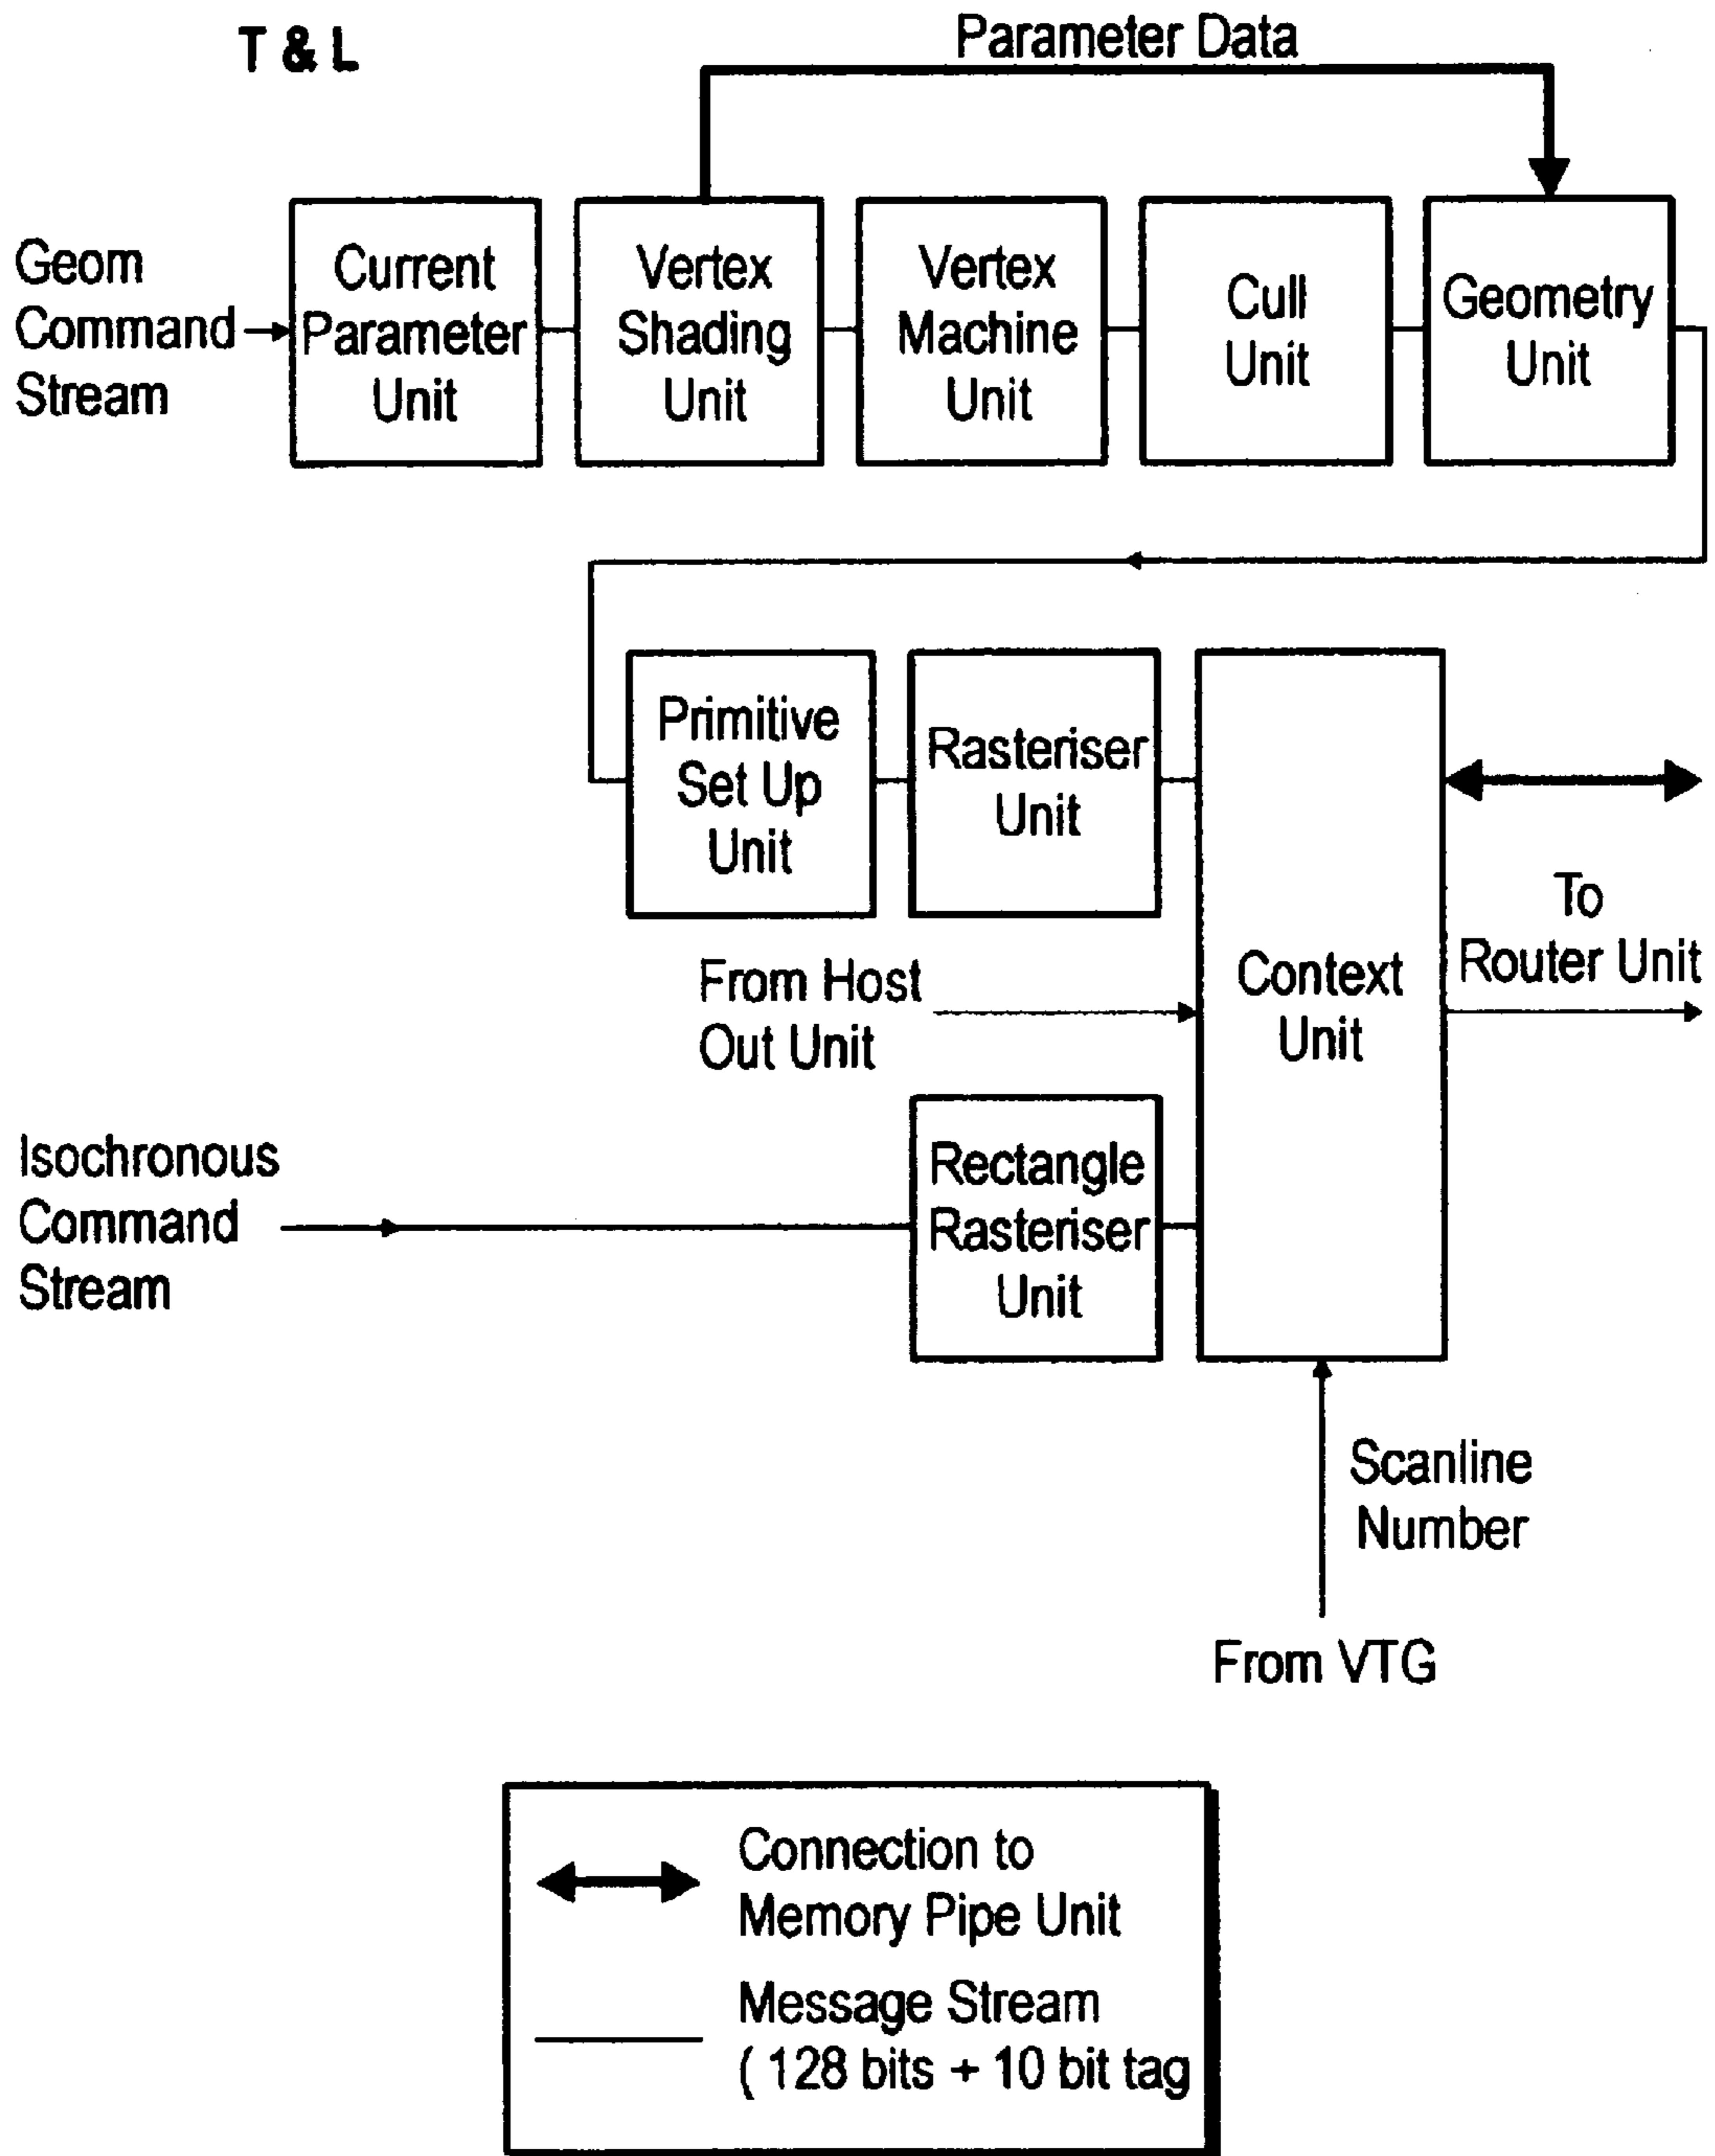 T & L
Parameter Data
Geom
Command
Stream
Current
Parameter
Unit
Vertex
Shading
Unit
Vertex
Machine
Unit
Cull
Unit
Geometry
Unit
Primitive
Set Up
Unit
Rasteriser
Unit
Context
Unit
To
Router Unit
From Host
Out Unit
Isochronous
Command
Stream
Rectangle
Rasteriser
Unit
Scanline
Number
From VTG
Connection to
Memory Pipe Unit
Message Stream
( 128 bits + 10 bit tag